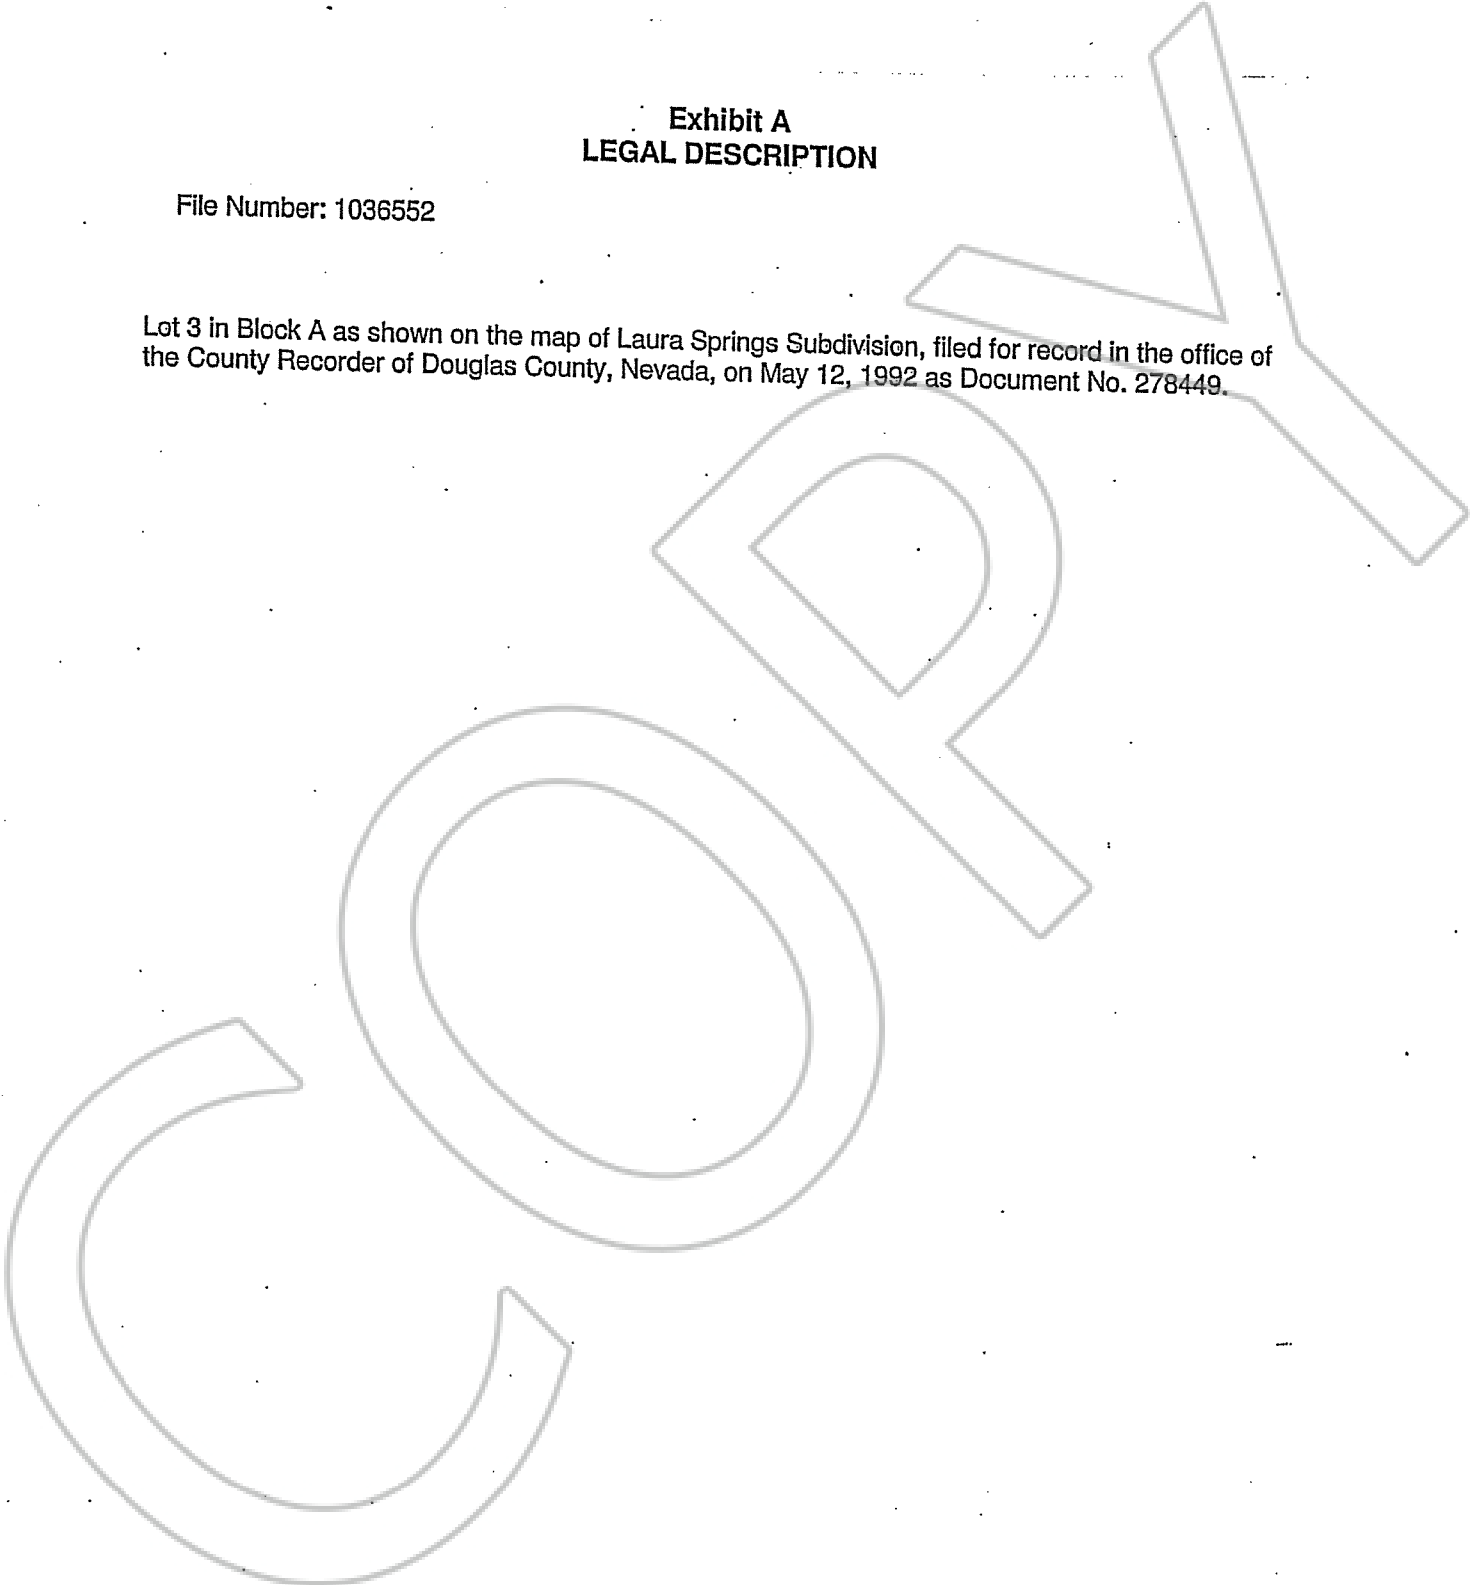 Exhibit A
LEGAL DESCRIPTION
File Number: 1036552
Lot 3 in Block A as shown on the map of Laura Springs Subdivision, filed for record in the office of
the County Recorder of Douglas County, Nevada, on May 12, 1992 as Document No. 278449.
COPY